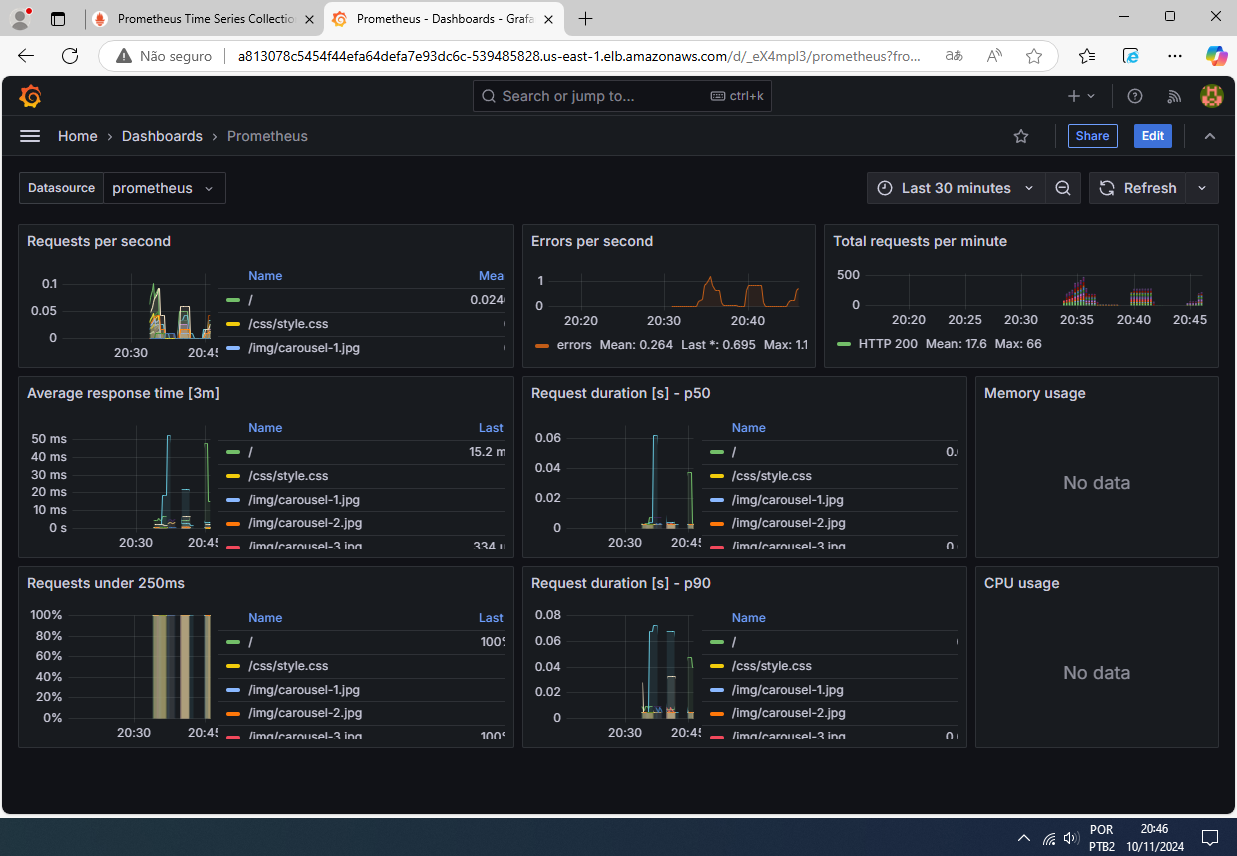 Prometheus Time Series Collectio
Prometheus - Dashboards - Grafa
Não seguro
a813078c5454f44efa64defa7e93dc6c-539485828.us-east-1.elb.amazonaws.com/d/_eX4mpl3/prometheus?fro...
Search or jump to...
ctrl+k
Home > Dashboards > Prometheus
Share
Edit
Datasource
prometheus
Last 30 minutes
Refresh
Requests per second
Name Mea
0.1
0.05
0
20:30 20:45
/ 0.024
/css/style.css
/img/carousel-1.jpg
Errors per second
1
0
20:20 20:30 20:40
errors Mean: 0.264 Last *: 0.695 Max: 1.1
Total requests per minute
500
0
20:20 20:25 20:30 20:35 20:40 20:45
HTTP 200 Mean: 17.6 Max: 66
Average response time [3m]
50 ms
40 ms
30 ms
20 ms
10 ms
0 s
20:30 20:45
Name Last
/ 15.2 m
/css/style.css
/img/carousel-1.jpg
/img/carousel-2.jpg
/img/carousel-3.jpg 334 µ
Request duration [s] - p50
0.06
0.04
0.02
0
20:30 20:45
Name
/ 0.
/css/style.css
/img/carousel-1.jpg
/img/carousel-2.jpg
/img/carousel-3.jpg 0.
Memory usage
No data
Requests under 250ms
100%
80%
60%
40%
20%
0%
20:30 20:45
Name Last
/ 100%
/css/style.css
/img/carousel-1.jpg
/img/carousel-2.jpg
/img/carousel-3.jpg 100%
Request duration [s] - p90
0.08
0.06
0.04
0.02
0
20:30 20:45
Name
/
/css/style.css
/img/carousel-1.jpg
/img/carousel-2.jpg
/img/carousel-3.jpg 0.
CPU usage
No data
POR
PTB2
20:46
10/11/2024